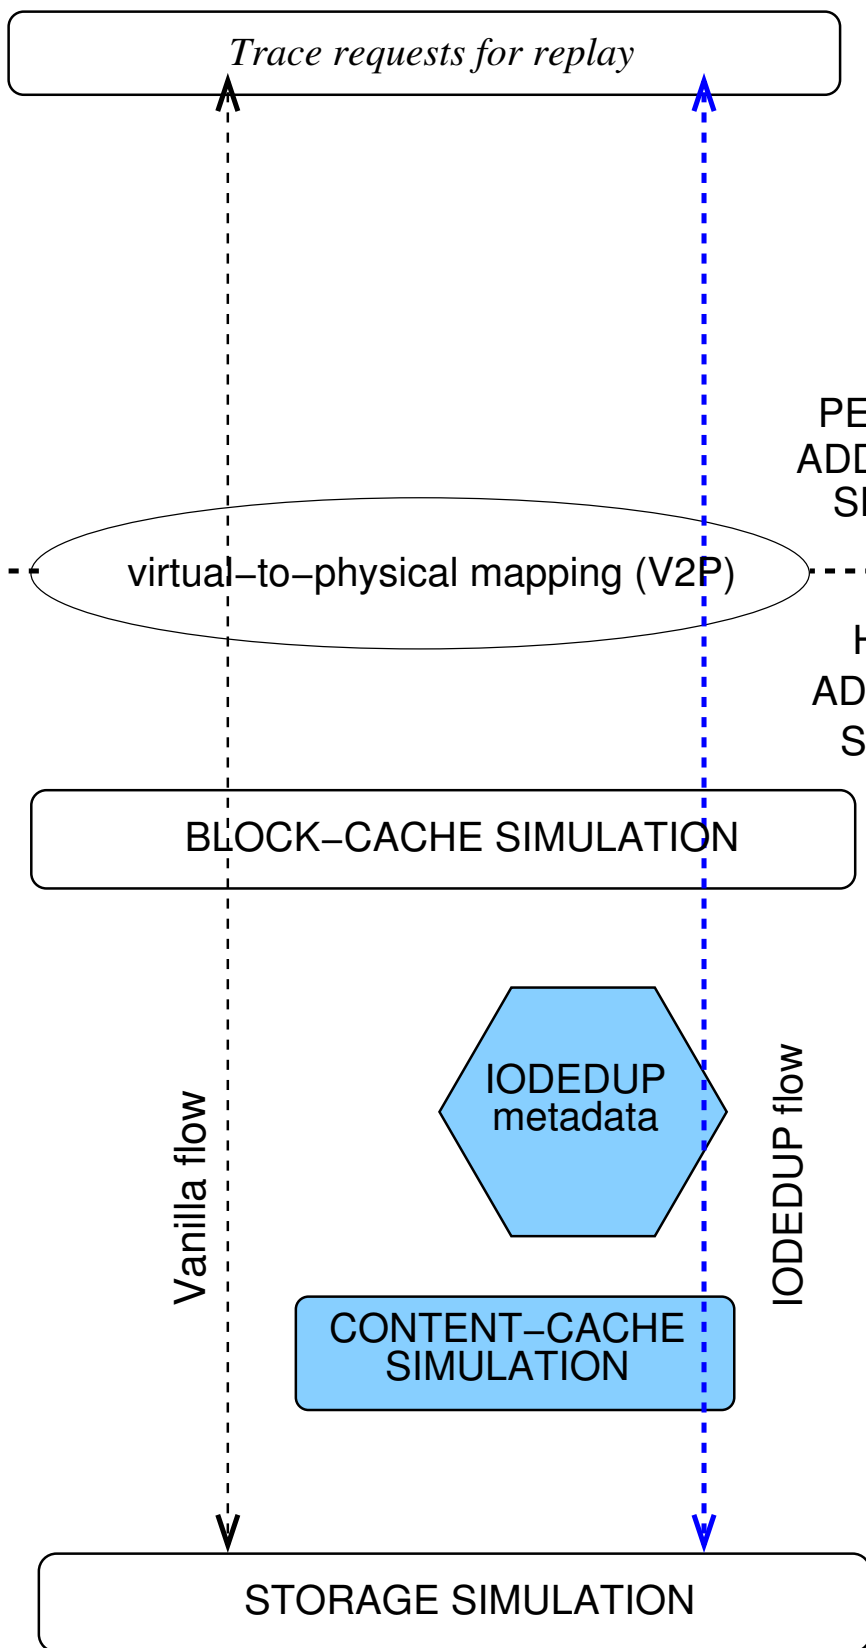 Trace requests for replay
virtual–to–physical mapping (V2P)
BLOCK–CACHE SIMULATION
IODEDUP
metadata
Vanilla flow
IODEDUP flow
CONTENT–CACHE
SIMULATION
STORAGE SIMULATION